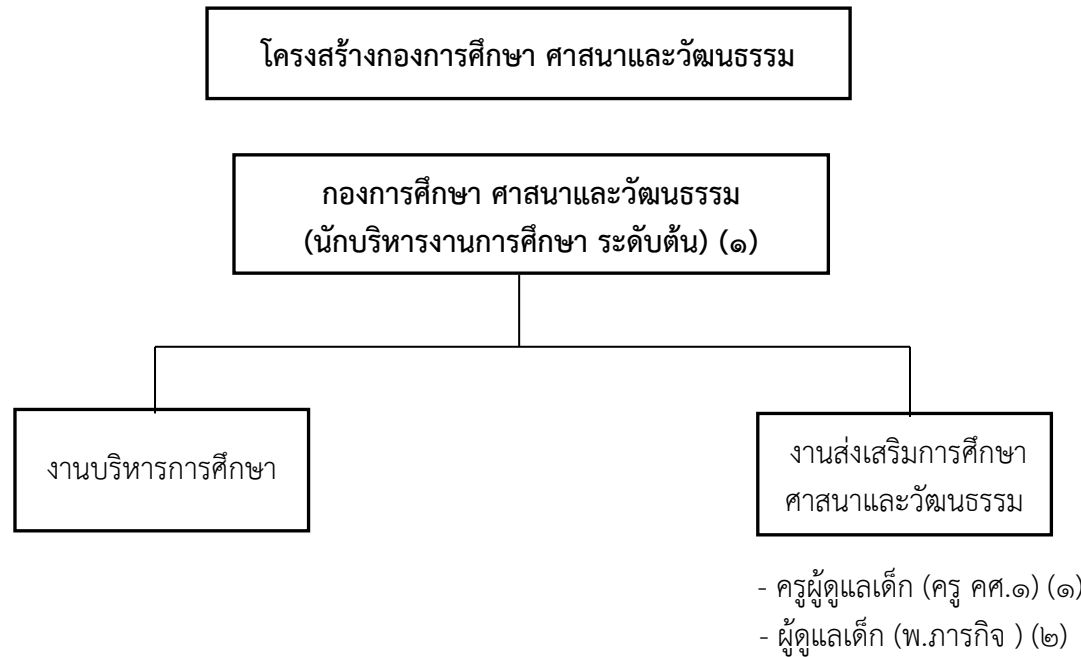 โครงสร้างกองการศึกษา ศาสนาและวัฒนธรรม
กองการศึกษา ศาสนาและวัฒนธรรม
(นักบริหารงานการศึกษา ระดับต้น) (๑)
งานบริหารการศึกษา
งานส่งเสริมการศึกษา
ศาสนาและวัฒนธรรม
- ครูผู้ดูแลเด็ก (ครู คศ.๑) (๑)
- ผู้ดูแลเด็ก (พ.ภารกิจ ) (๒)